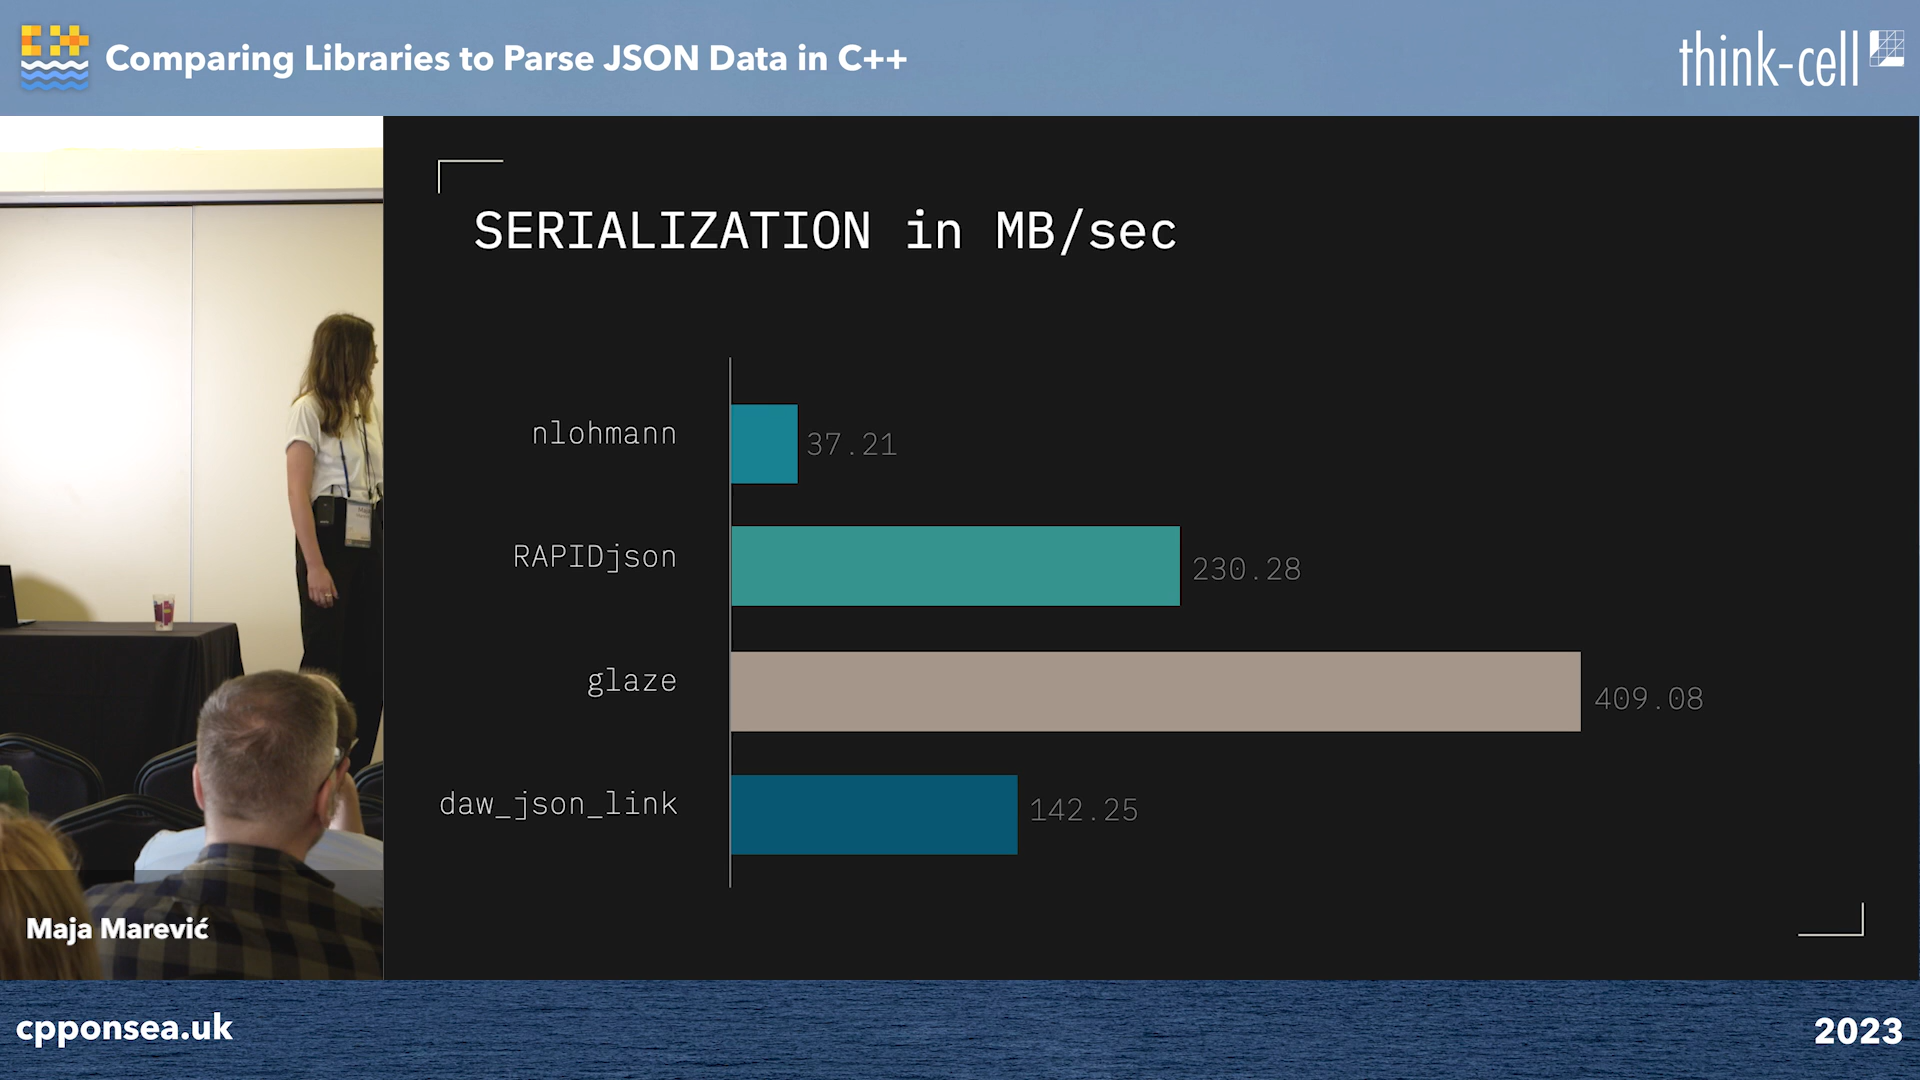 Comparing Libraries to Parse JSON Data in C++
think-cell
SERIALIZATION in MB/sec
nlohmann
37.21
RAPIDjson
230.28
glaze
409.08
daw_json_link
142.25
Maja Marević
cpponsea.uk
2023